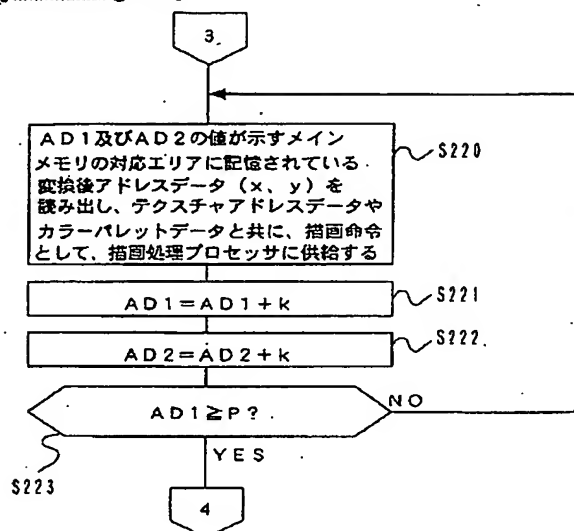 3
AD1及びAD2の値が示すメイン
メモリの対応エリアに記憶されている
変換後アドレスデータ(x、y)を
読み出し、テクスチャアドレスデータや
カラーパレットデータと共に、描画命令
として、描画処理プロセッサに供給する
S220
AD1=AD1+k
S221
AD2=AD2+k
S222
AD1≧P?
NO
YES
S223
4